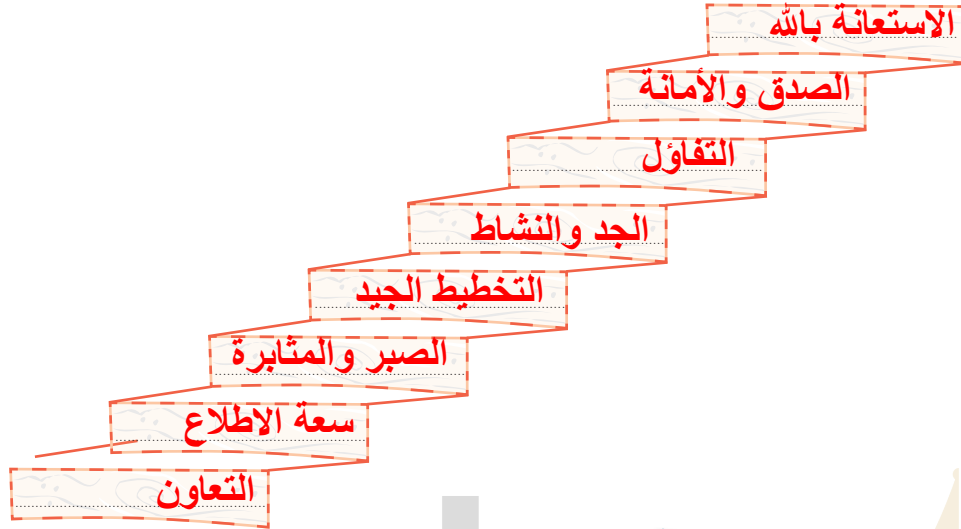 الاستعانة بالله
الصدق والأمانة
التفاؤل
الجد والنشاط
التخطيط الجيد
الصبر والمثابرة
سعة الاطلاع
التعاون